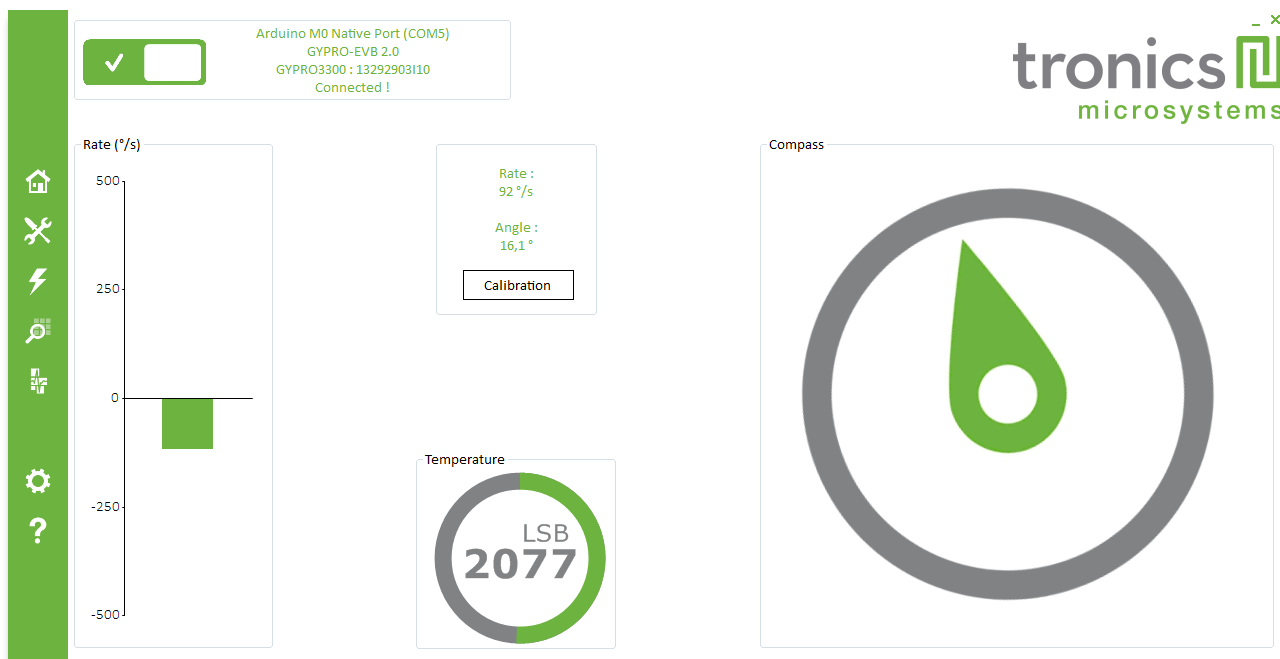 Arduino M0 Native Port (COM5)
GYPRO-EVB 2.0
GYPRO3300 : 13292903I10
Connected !
tronics
microsystems
Rate (°/s)
500
250
0
-250
-500
Rate :
92 °/s
Angle :
16,1 °
Calibration
Temperature
LSB
2077
Compass